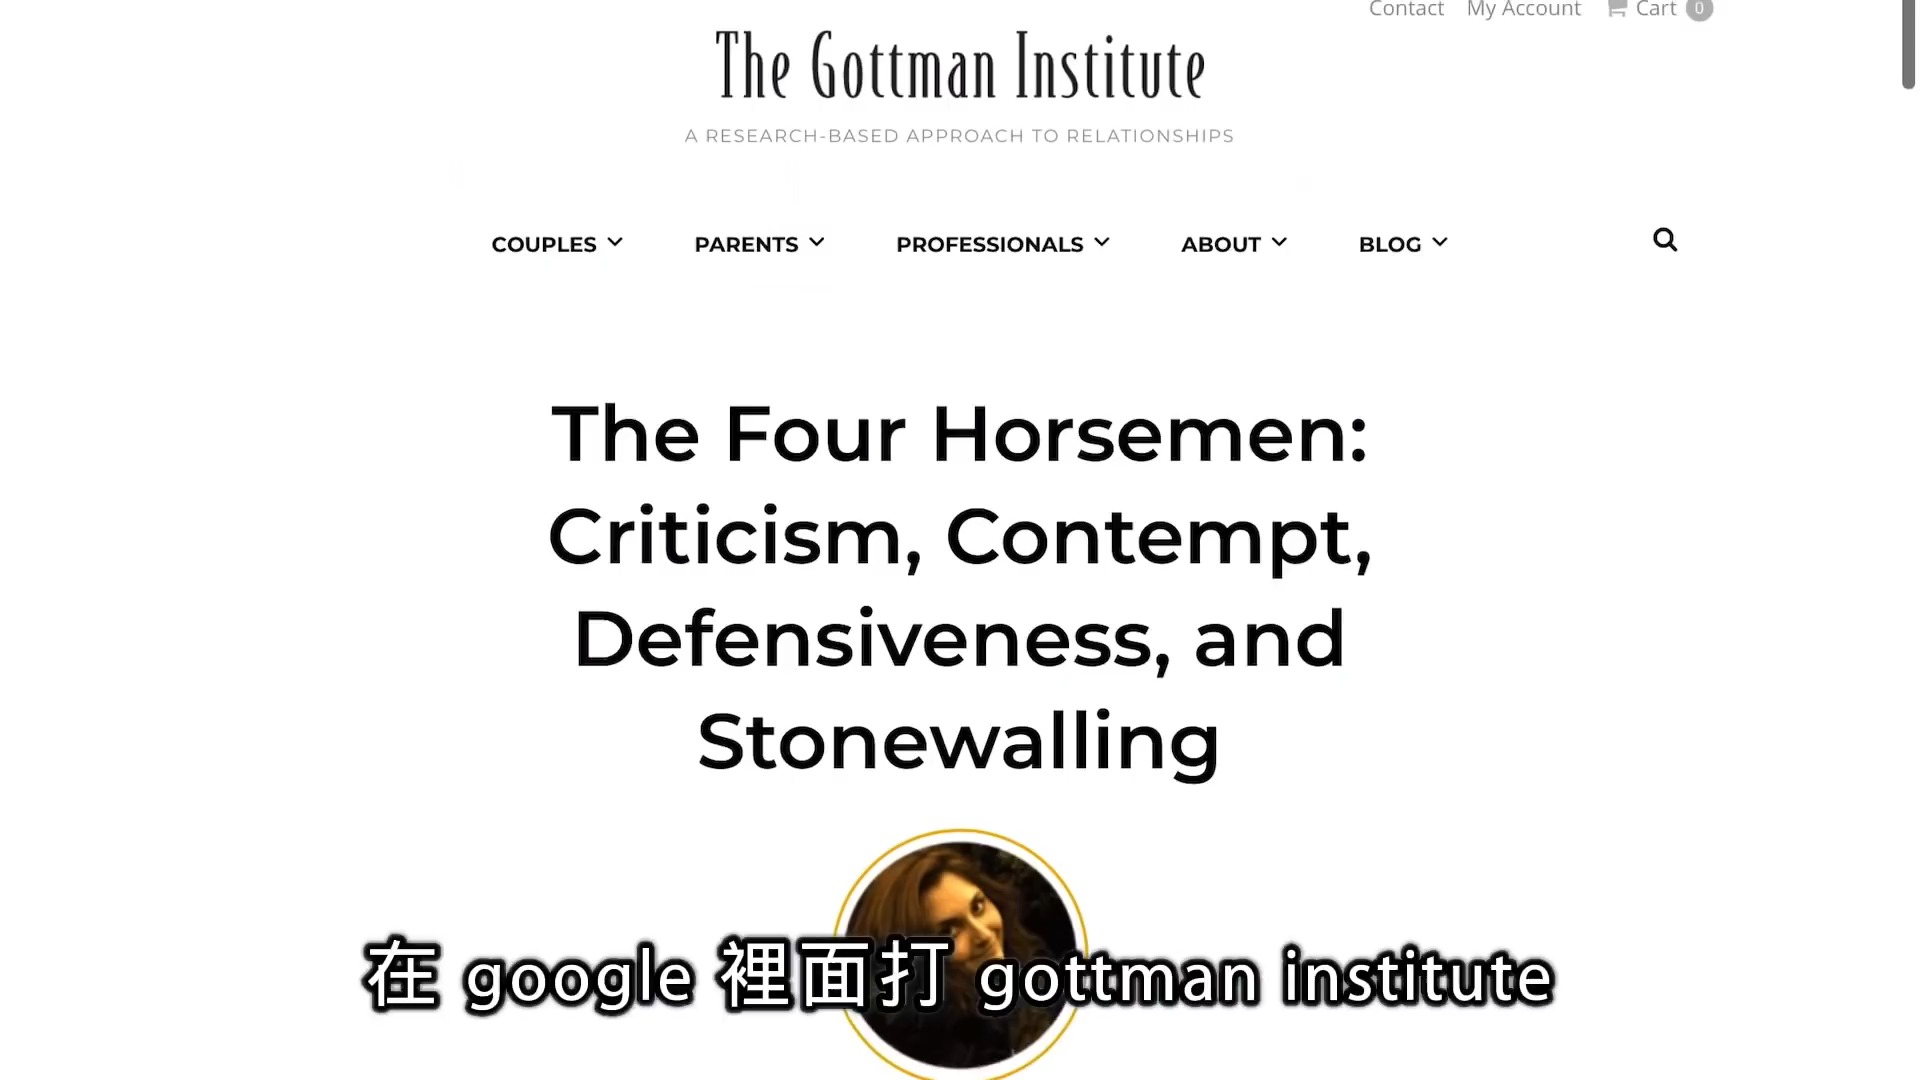 Contact My Account Cart 0
The Gottman Institute
A RESEARCH-BASED APPROACH TO RELATIONSHIPS
COUPLES PARENTS PROFESSIONALS ABOUT BLOG
The Four Horsemen:
Criticism, Contempt,
Defensiveness, and
Stonewalling
在 google 裡面打 gottman institute